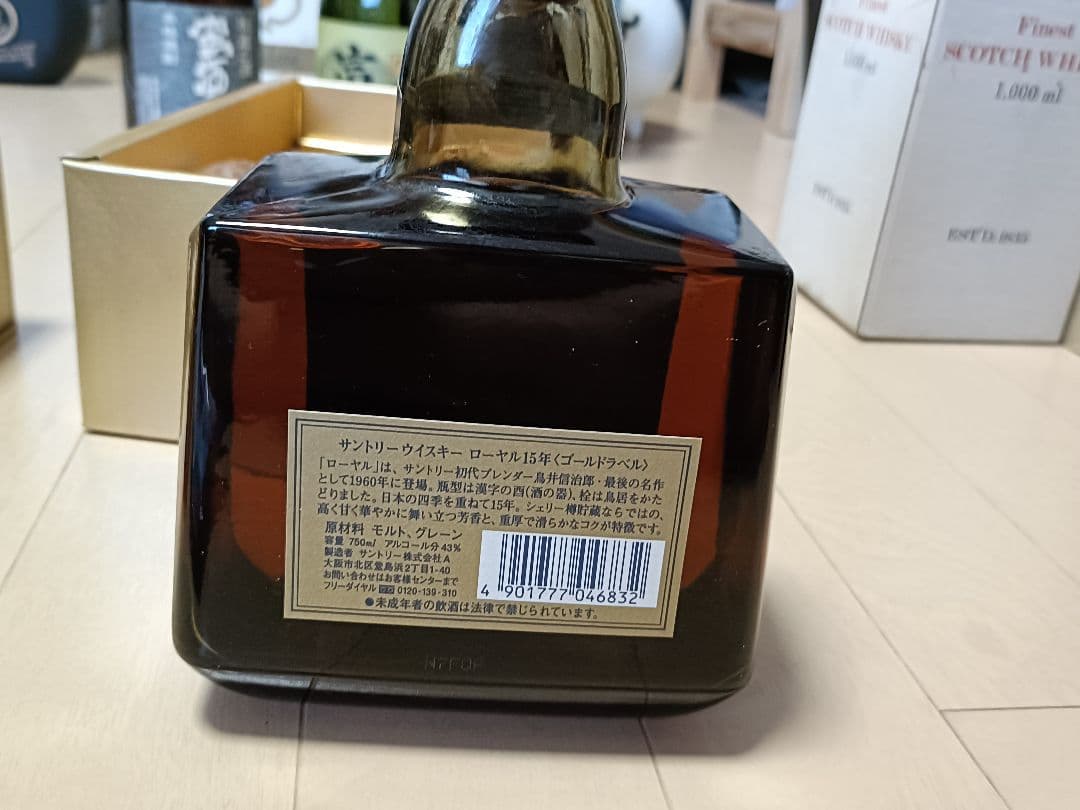 Finest
SCOTCH WHISKY
Finest
SCOTCH WHI
1,000 ml
EST'D. 1825
サントリーウイスキー ローヤル15年〈ゴールドラベル〉
「ローヤル」は、サントリー初代ブレンダー鳥井信治郎・最後の名作
として1960年に登場。瓶型は漢字の酉(酒の器)、栓は鳥居をかた
どりました。日本の四季を重ねて15年。シェリー樽貯蔵ならではの、
高く甘く華やかに舞い立つ芳香と、重厚で滑らかなコクが特徴です。
原材料 モルト、グレーン
容量 750ml アルコール分 43%
製造者 サントリー株式会社A
大阪市北区堂島浜2丁目1-40
お問い合わせはお客様センターまで
フリーダイヤル 0120-139-310
4 901777 046832
●未成年者の飲酒は法律で禁じられています。